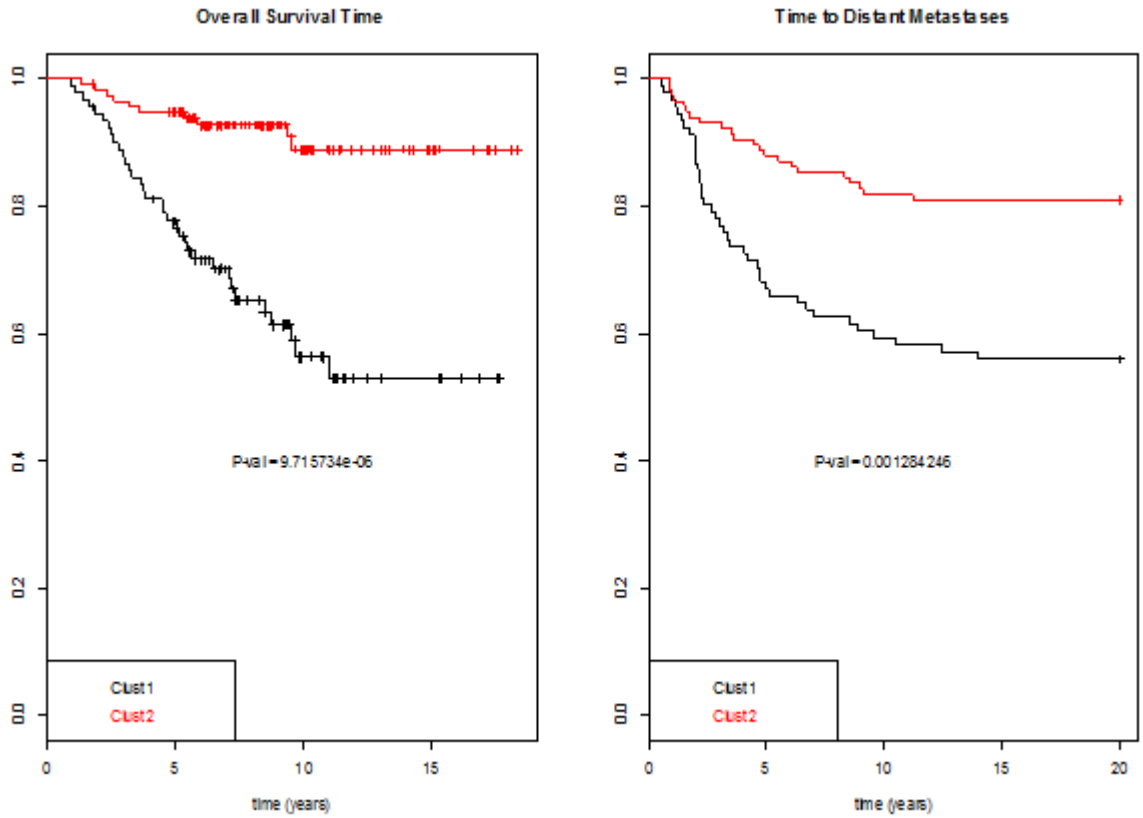 Overall Survival Time
1.0
0.8
0.6
0.4
0.2
0.0
P-val = 9.715734e-06
Clust1
Clust2
0 5 10 15
time (years)
Time to Distant Metastases
1.0
0.8
0.6
0.4
0.2
0.0
P-val = 0.001284246
Clust1
Clust2
0 5 10 15 20
time (years)